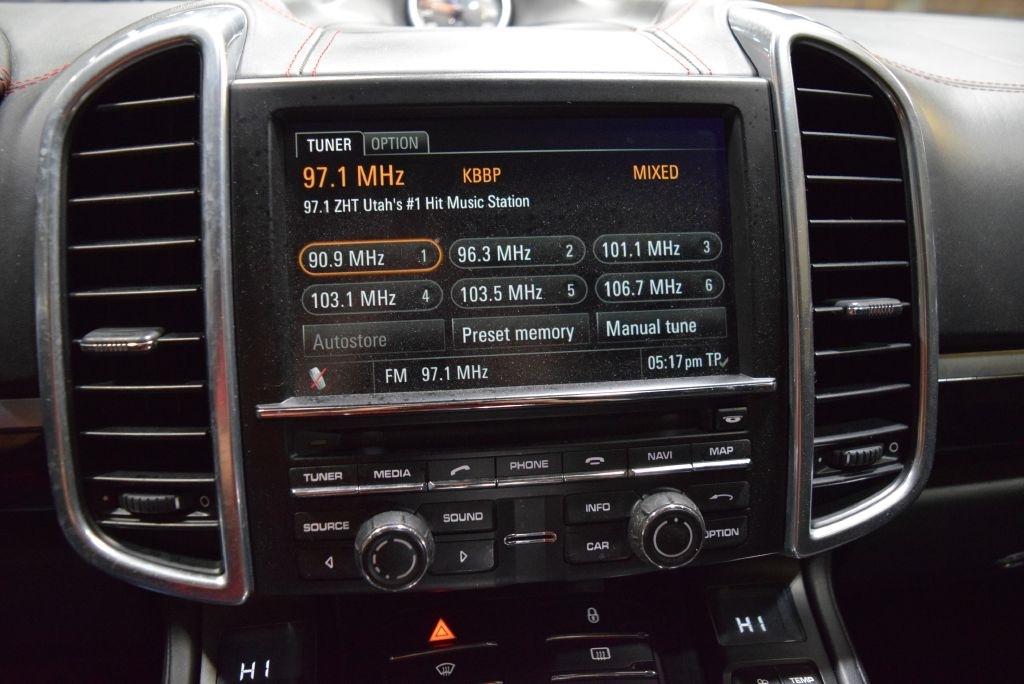 TUNER OPTION
97.1 MHz KBBP MIXED
97.1 ZHT Utah's #1 Hit Music Station
90.9 MHz 1 96.3 MHz 2 101.1 MHz 3
103.1 MHz 4 103.5 MHz 5 106.7 MHz 6
Autostore Preset memory Manual tune
FM 97.1 MHz 05:17 pm TP
TUNER MEDIA PHONE NAVI MAP
SOURCE SOUND INFO
CAR OPTION
HI HI
TEMP